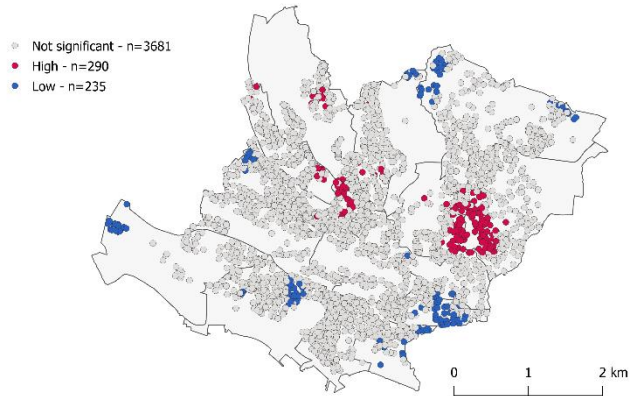 Not significant - n=3681
High - n=290
Low - n=235
0 1 2 km